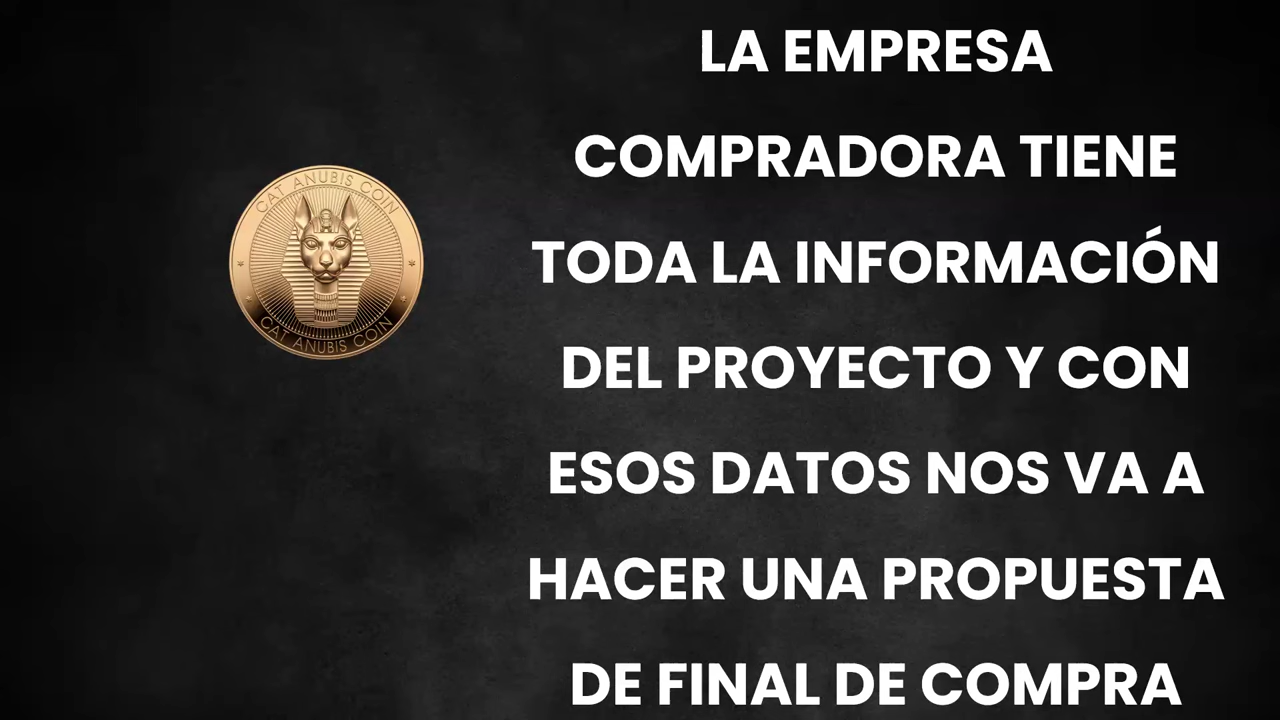 CAT ANUBIS COIN
CAT ANUBIS COIN
LA EMPRESA
COMPRADORA TIENE
TODA LA INFORMACIÓN
DEL PROYECTO Y CON
ESOS DATOS NOS VA A
HACER UNA PROPUESTA
DE FINAL DE COMPRA